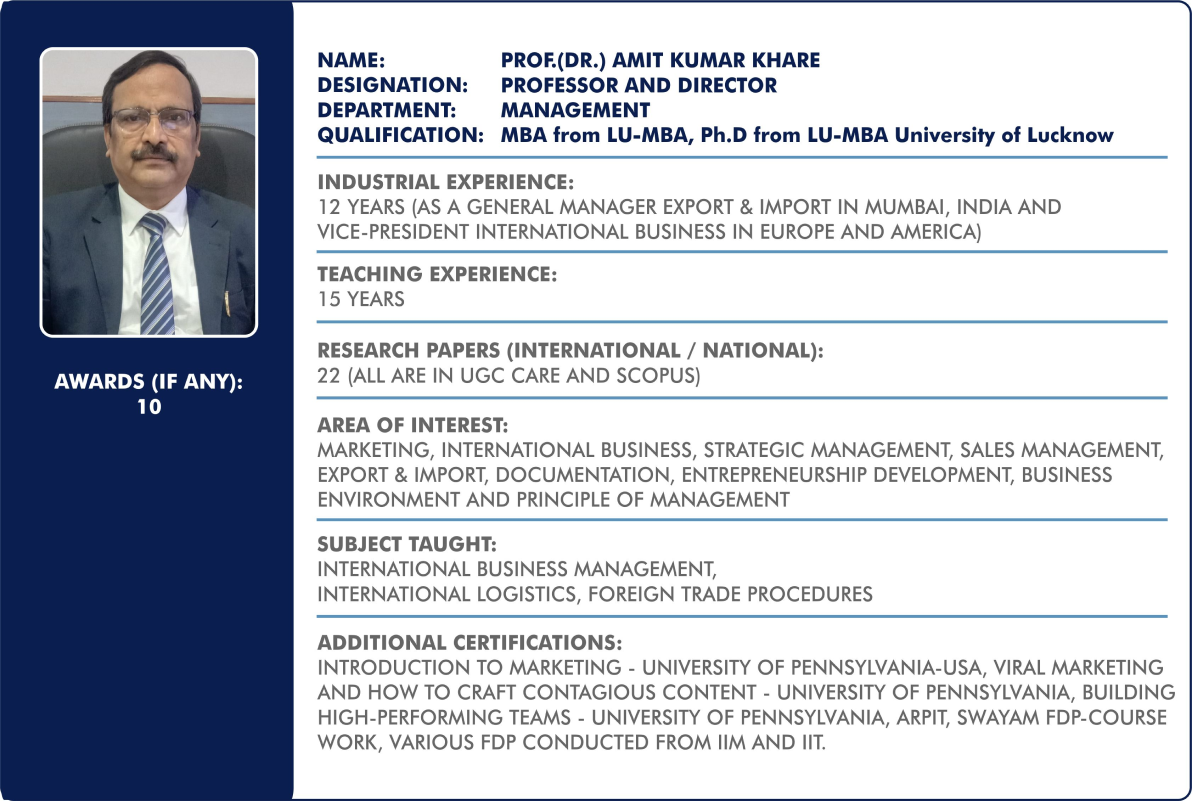 AWARDS (IF ANY):
10
NAME: PROF.(DR.) AMIT KUMAR KHARE
DESIGNATION: PROFESSOR AND DIRECTOR
DEPARTMENT: MANAGEMENT
QUALIFICATION: MBA from LU-MBA, Ph.D from LU-MBA University of Lucknow
INDUSTRIAL EXPERIENCE:
12 YEARS (AS A GENERAL MANAGER EXPORT & IMPORT IN MUMBAI, INDIA AND
VICE-PRESIDENT INTERNATIONAL BUSINESS IN EUROPE AND AMERICA)
TEACHING EXPERIENCE:
15 YEARS
RESEARCH PAPERS (INTERNATIONAL / NATIONAL):
22 (ALL ARE IN UGC CARE AND SCOPUS)
AREA OF INTEREST:
MARKETING, INTERNATIONAL BUSINESS, STRATEGIC MANAGEMENT, SALES MANAGEMENT,
EXPORT & IMPORT, DOCUMENTATION, ENTREPRENEURSHIP DEVELOPMENT, BUSINESS
ENVIRONMENT AND PRINCIPLE OF MANAGEMENT
SUBJECT TAUGHT:
INTERNATIONAL BUSINESS MANAGEMENT,
INTERNATIONAL LOGISTICS, FOREIGN TRADE PROCEDURES
ADDITIONAL CERTIFICATIONS:
INTRODUCTION TO MARKETING - UNIVERSITY OF PENNSYLVANIA-USA, VIRAL MARKETING
AND HOW TO CRAFT CONTAGIOUS CONTENT - UNIVERSITY OF PENNSYLVANIA, BUILDING
HIGH-PERFORMING TEAMS - UNIVERSITY OF PENNSYLVANIA, ARPIT, SWAYAM FDP-COURSE
WORK, VARIOUS FDP CONDUCTED FROM IIM AND IIT.